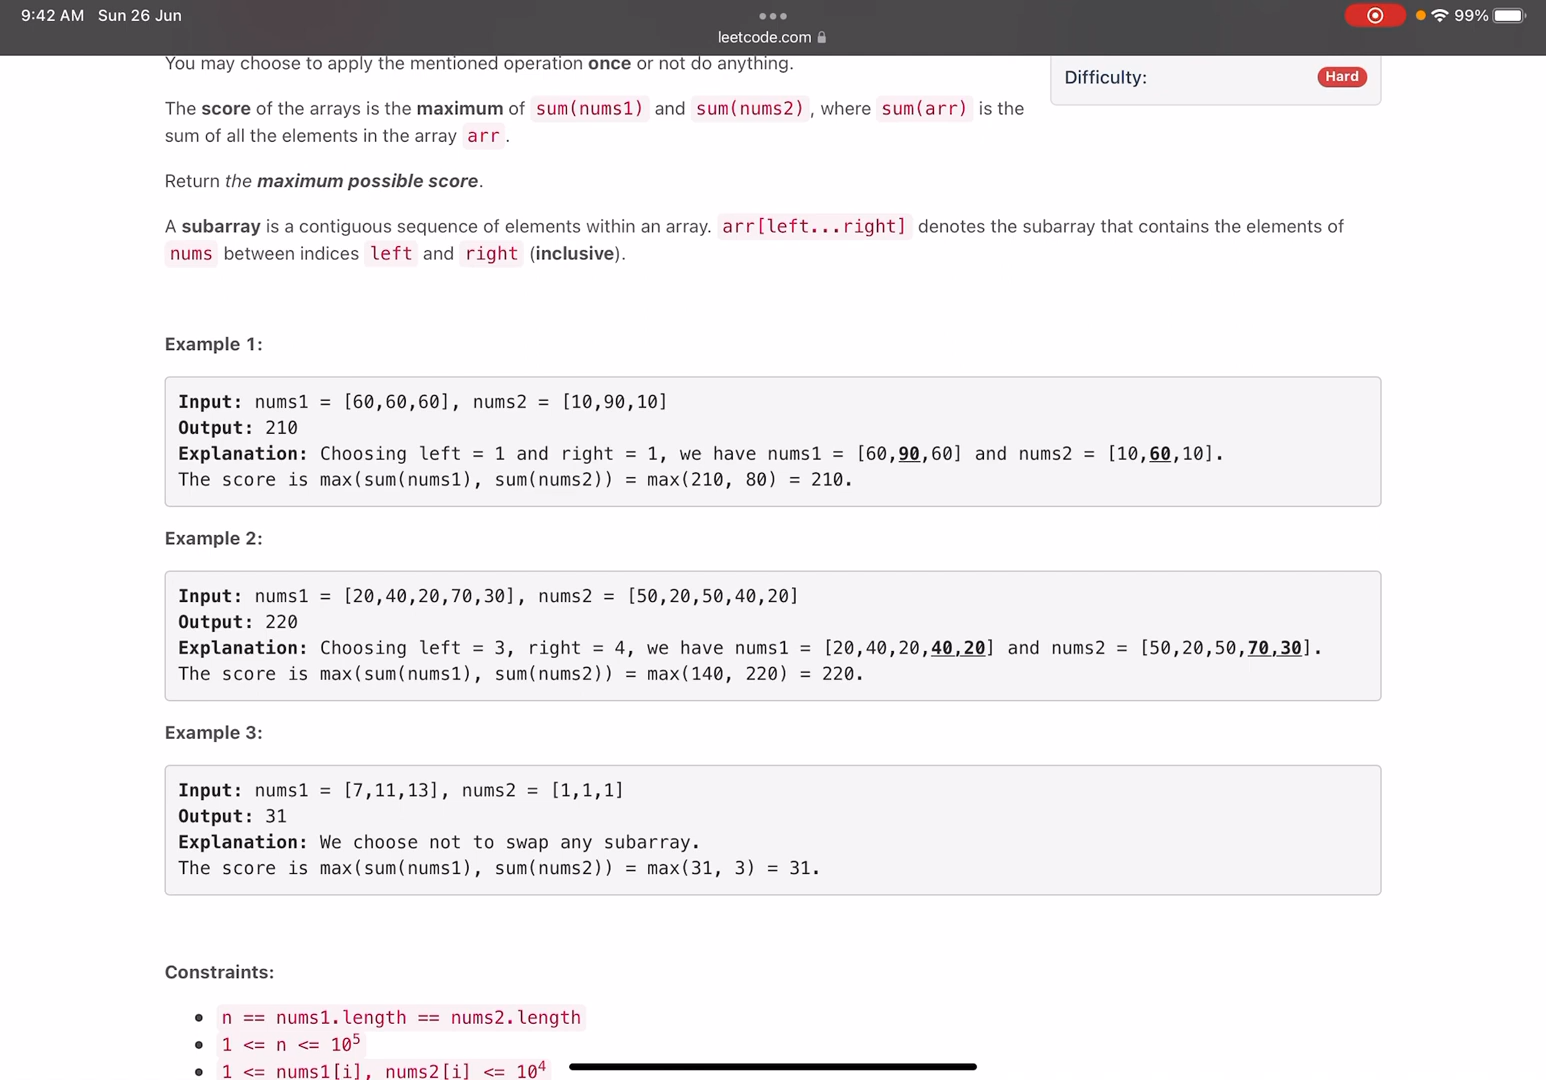 9:42 AM Sun 26 Jun
99%
leetcode.com
You may choose to apply the mentioned operation once or not do anything.
Difficulty: Hard
The score of the arrays is the maximum of sum(nums1) and sum(nums2), where sum(arr) is the
sum of all the elements in the array arr.
Return the maximum possible score.
A subarray is a contiguous sequence of elements within an array. arr[left...right] denotes the subarray that contains the elements of
nums between indices left and right (inclusive).
Example 1:
Input: nums1 = [60,60,60], nums2 = [10,90,10]
Output: 210
Explanation: Choosing left = 1 and right = 1, we have nums1 = [60,90,60] and nums2 = [10,60,10].
The score is max(sum(nums1), sum(nums2)) = max(210, 80) = 210.
Example 2:
Input: nums1 = [20,40,20,70,30], nums2 = [50,20,50,40,20]
Output: 220
Explanation: Choosing left = 3, right = 4, we have nums1 = [20,40,20,40,20] and nums2 = [50,20,50,70,30].
The score is max(sum(nums1), sum(nums2)) = max(140, 220) = 220.
Example 3:
Input: nums1 = [7,11,13], nums2 = [1,1,1]
Output: 31
Explanation: We choose not to swap any subarray.
The score is max(sum(nums1), sum(nums2)) = max(31, 3) = 31.
Constraints:
• n == nums1.length == nums2.length
• 1 <= n <= 10⁵
• 1 <= nums1[i], nums2[i] <= 10⁴